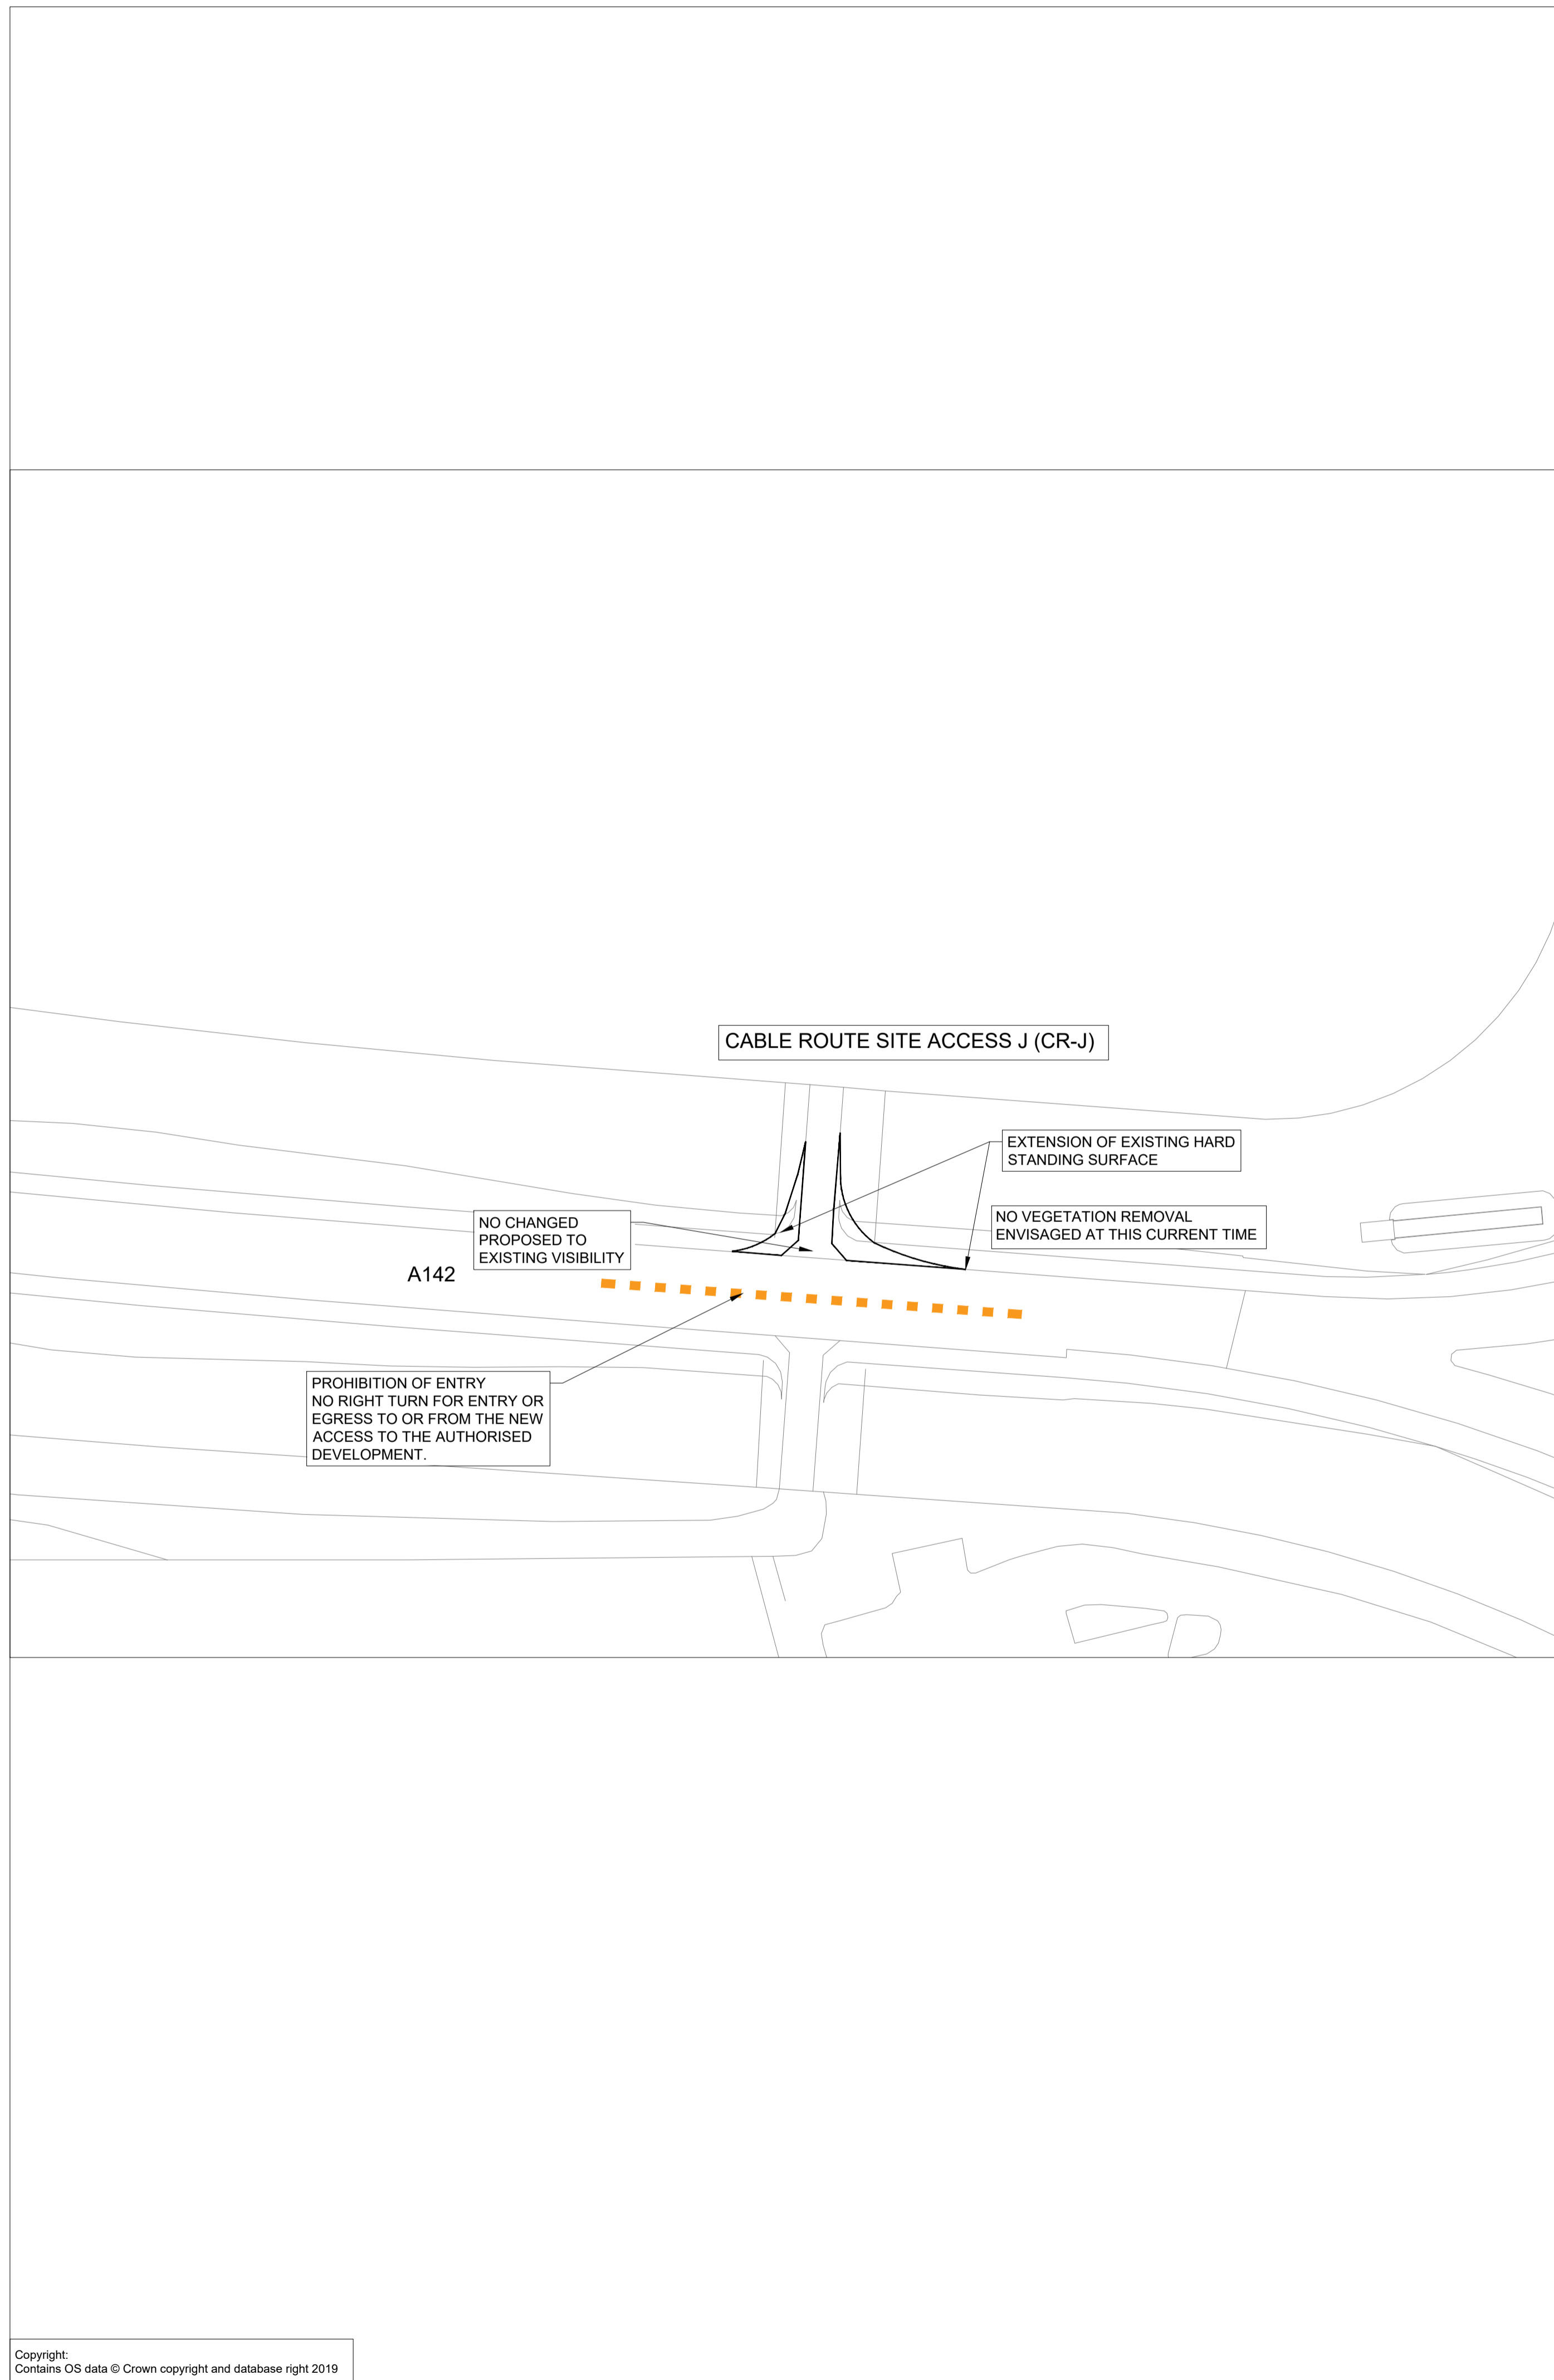 CABLE ROUTE SITE ACCESS J (CR-J)
EXTENSION OF EXISTING HARD
STANDING SURFACE
NO VEGETATION REMOVAL
ENVISAGED AT THIS CURRENT TIME
NO CHANGED
PROPOSED TO
EXISTING VISIBILITY
A142
PROHIBITION OF ENTRY
NO RIGHT TURN FOR ENTRY OR
EGRESS TO OR FROM THE NEW
ACCESS TO THE AUTHORISED
DEVELOPMENT.
Copyright:
Contains OS data © Crown copyright and database right 2019